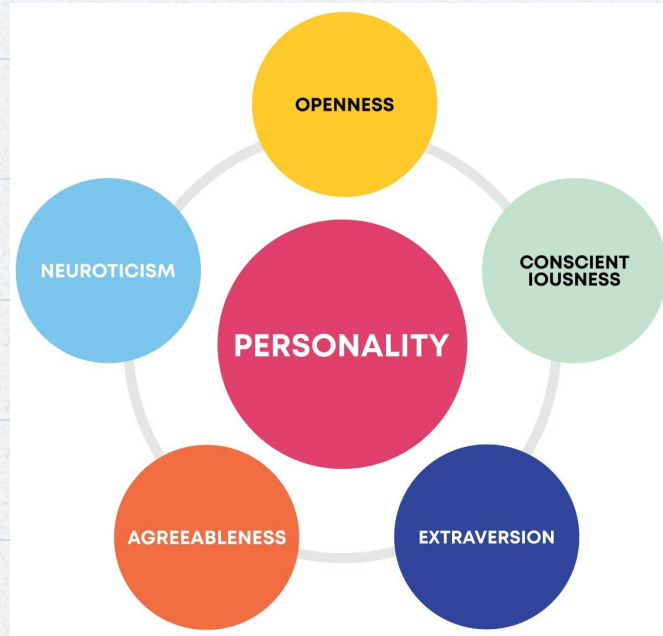 OPENNESS
NEUROTICISM
CONSCIENT
IOUSNESS
PERSONALITY
AGREEABLENESS
EXTRAVERSION